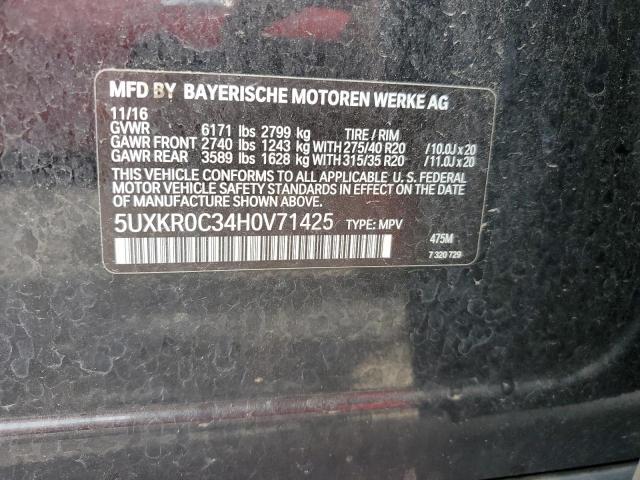 MFD BY BAYERISCHE MOTOREN WERKE AG
11/16
GVWR 6171 lbs 2799 kg TIRE / RIM
GAWR FRONT 2740 lbs 1243 kg WITH 275/40 R20 /10.0J x 20
GAWR REAR 3589 lbs 1628 kg WITH 315/35 R20 /11.0J x 20
THIS VEHICLE CONFORMS TO ALL APPLICABLE U. S. FEDERAL
MOTOR VEHICLE SAFETY STANDARDS IN EFFECT ON THE DATE
OF MANUFACTURE SHOWN ABOVE.
5UXKR0C34H0V71425 TYPE: MPV
475M
7 320 729